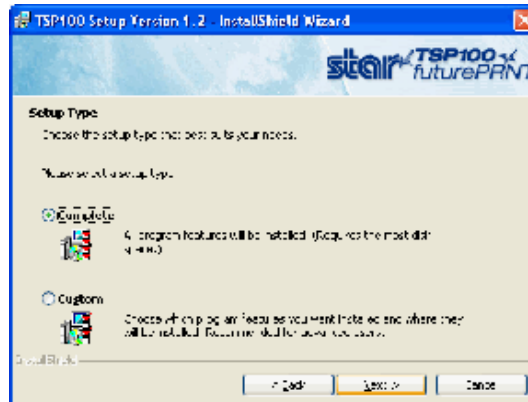 TSP100 Setup Version 1.2 - InstallShield Wizard
star TSP100
futurePRNT
Setup Type
Choose the setup type that best suits your needs.
Please select a setup type.
Complete
All program features will be installed. (Requires the most disk
space.)
Custom
Choose which program features you want installed and where they
will be installed. Recommended for advanced users.
InstallShield
< Back
Next >
Cancel